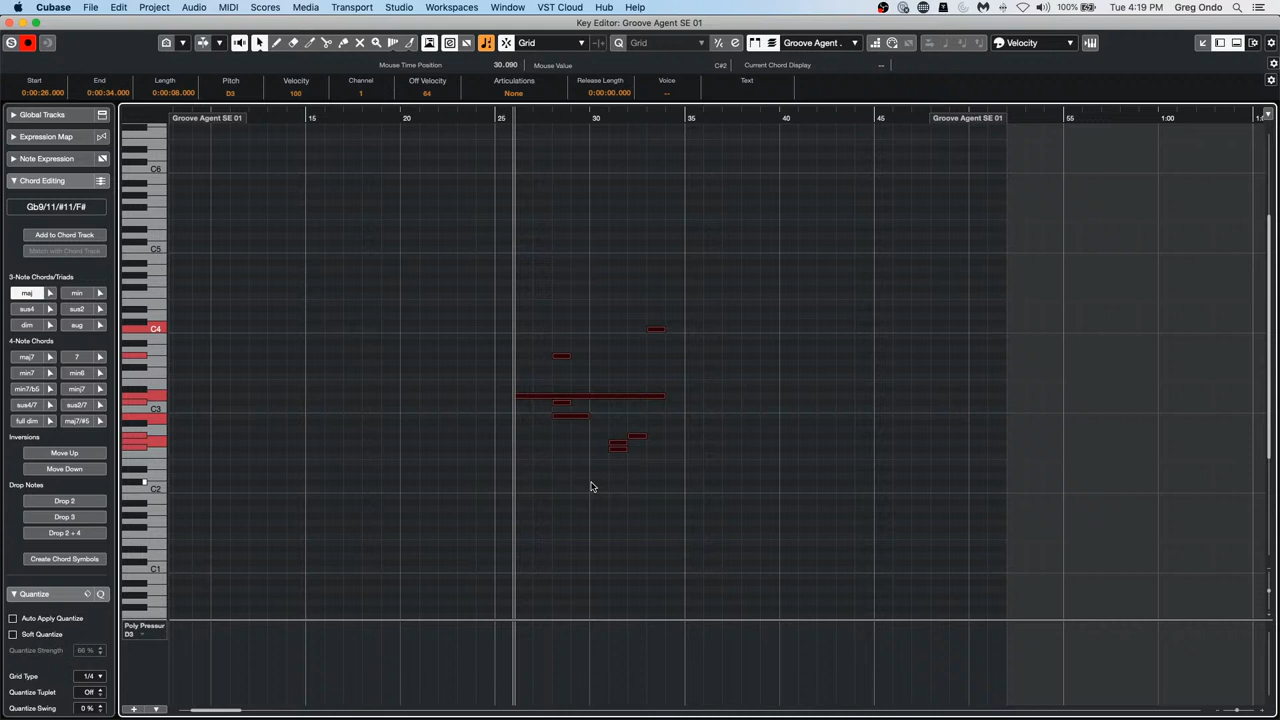 Cubase File Edit Project Audio MIDI Scores Media Transport Studio Workspaces Window VST Cloud Hub Help 100% Tue 4:19 PM Greg Ondo
Key Editor: Groove Agent SE 01
Grid Grid Groove Agent . Velocity
Mouse Time Position 30.090 Mouse Value C#2 Current Chord Display --
Start End Length Pitch Velocity Channel Off Velocity Articulations Release Length Voice Text
0:00:26.000 0:00:34.000 0:00:08.000 D3 100 1 64 None 0:00:00.000 --
Global Tracks
Expression Map
Note Expression
Chord Editing
Gb9/11/#11/F#
Add to Chord Track
Match with Chord Track
3-Note Chords/Triads
maj min
sus4 sus2
dim sug
4-Note Chords
maj7 7
min7 min6
min7/b5 minj7
sus4/7 sus2/7
full dim maj7/#5
Inversions
Move Up
Move Down
Drop Notes
Drop 2
Drop 3
Drop 2 + 4
Create Chord Symbols
Quantize
Auto Apply Quantize
Soft Quantize
Quantize Strength 66 %
Grid Type 1/4
Quantize Tuplet Off
Quantize Swing 0 %
Groove Agent SE 01 15 20 25 30 35 40 45 Groove Agent SE 01 55 1:00
C6
C5
C4
C3
C2
C1
Poly Pressur
D3